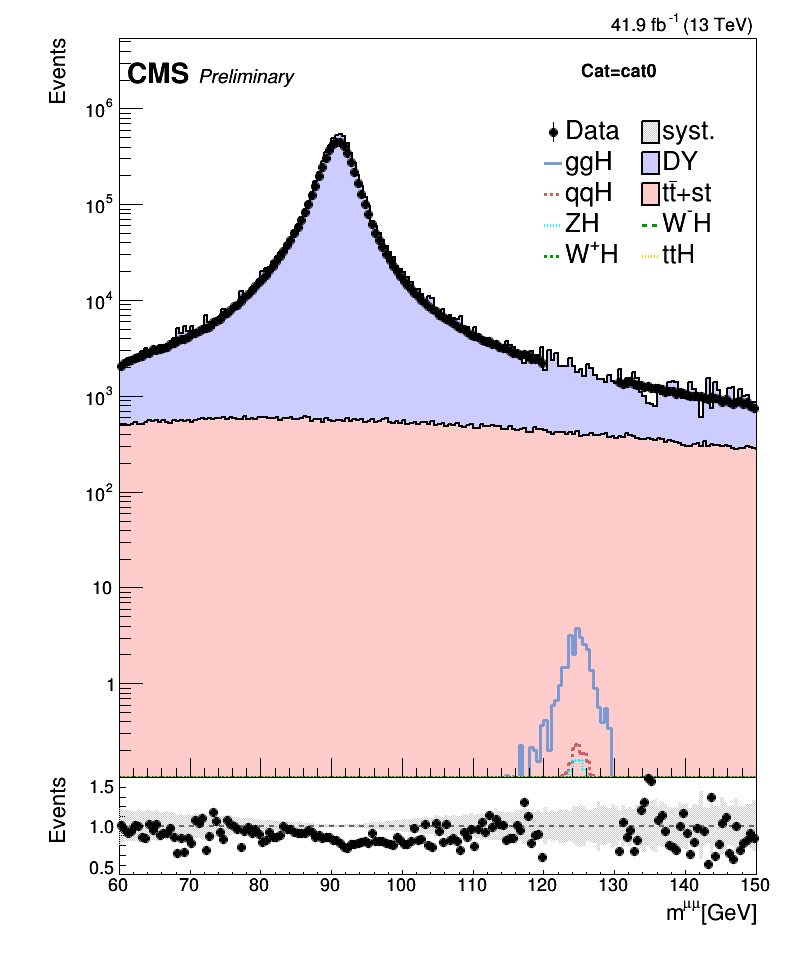 41.9 fb⁻¹ (13 TeV)
Events
CMS Preliminary
Cat=cat0
Data syst.
ggH DY
qqH tt̄+st
ZH W⁻H
W⁺H ttH
10⁶
10⁵
10⁴
10³
10²
10
1
Events
1.5
1.0
0.5
60 70 80 90 100 110 120 130 140 150
m^μμ[GeV]